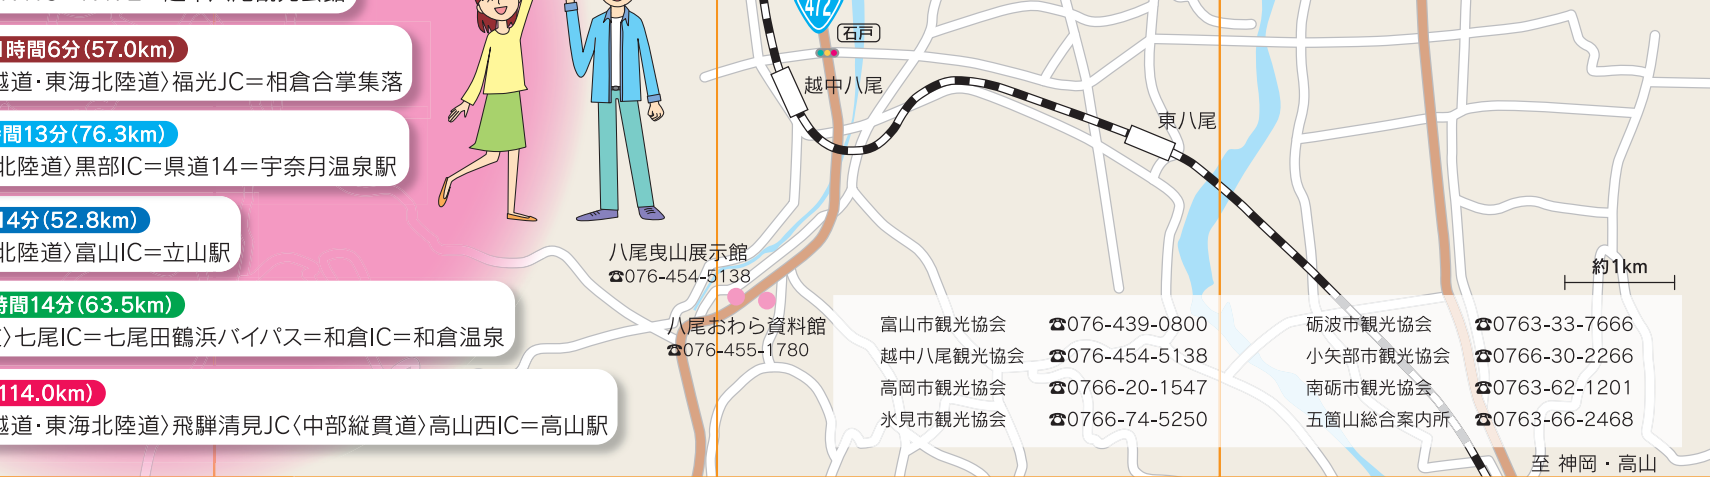 1時間6分(57.0km)
越道・東海北陸道〉福光JC=相倉合掌集落
時間13分(76.3km)
北陸道〉黒部IC=県道14=宇奈月温泉駅
14分(52.8km)
北陸道〉富山IC=立山駅
時間14分(63.5km)
〉七尾IC=七尾田鶴浜バイパス=和倉IC=和倉温泉
114.0km)
越道・東海北陸道〉飛騨清見JC〈中部縦貫道〉高山西IC=高山駅
472
石戸
越中八尾
東八尾
八尾曳山展示館
☎076-454-5138
八尾おわら資料館
☎076-455-1780
約1km
富山市観光協会 ☎076-439-0800
越中八尾観光協会 ☎076-454-5138
高岡市観光協会 ☎0766-20-1547
氷見市観光協会 ☎0766-74-5250
砺波市観光協会 ☎0763-33-7666
小矢部市観光協会 ☎0766-30-2266
南砺市観光協会 ☎0763-62-1201
五箇山総合案内所 ☎0763-66-2468
至 神岡・高山